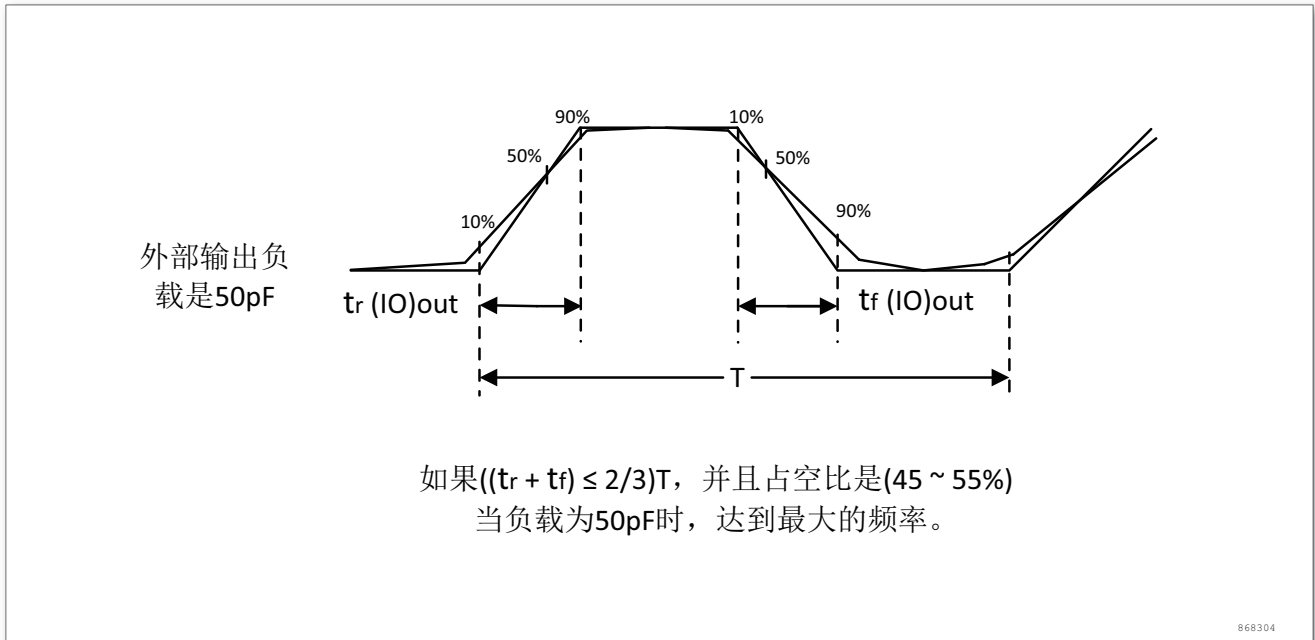 90%
10%
50%
50%
10%
90%
外部输出负
载是50pF
tr (IO)out
tf (IO)out
T
如果((tr + tf) ≤ 2/3)T，并且占空比是(45 ~ 55%)
当负载为50pF时，达到最大的频率。
868304